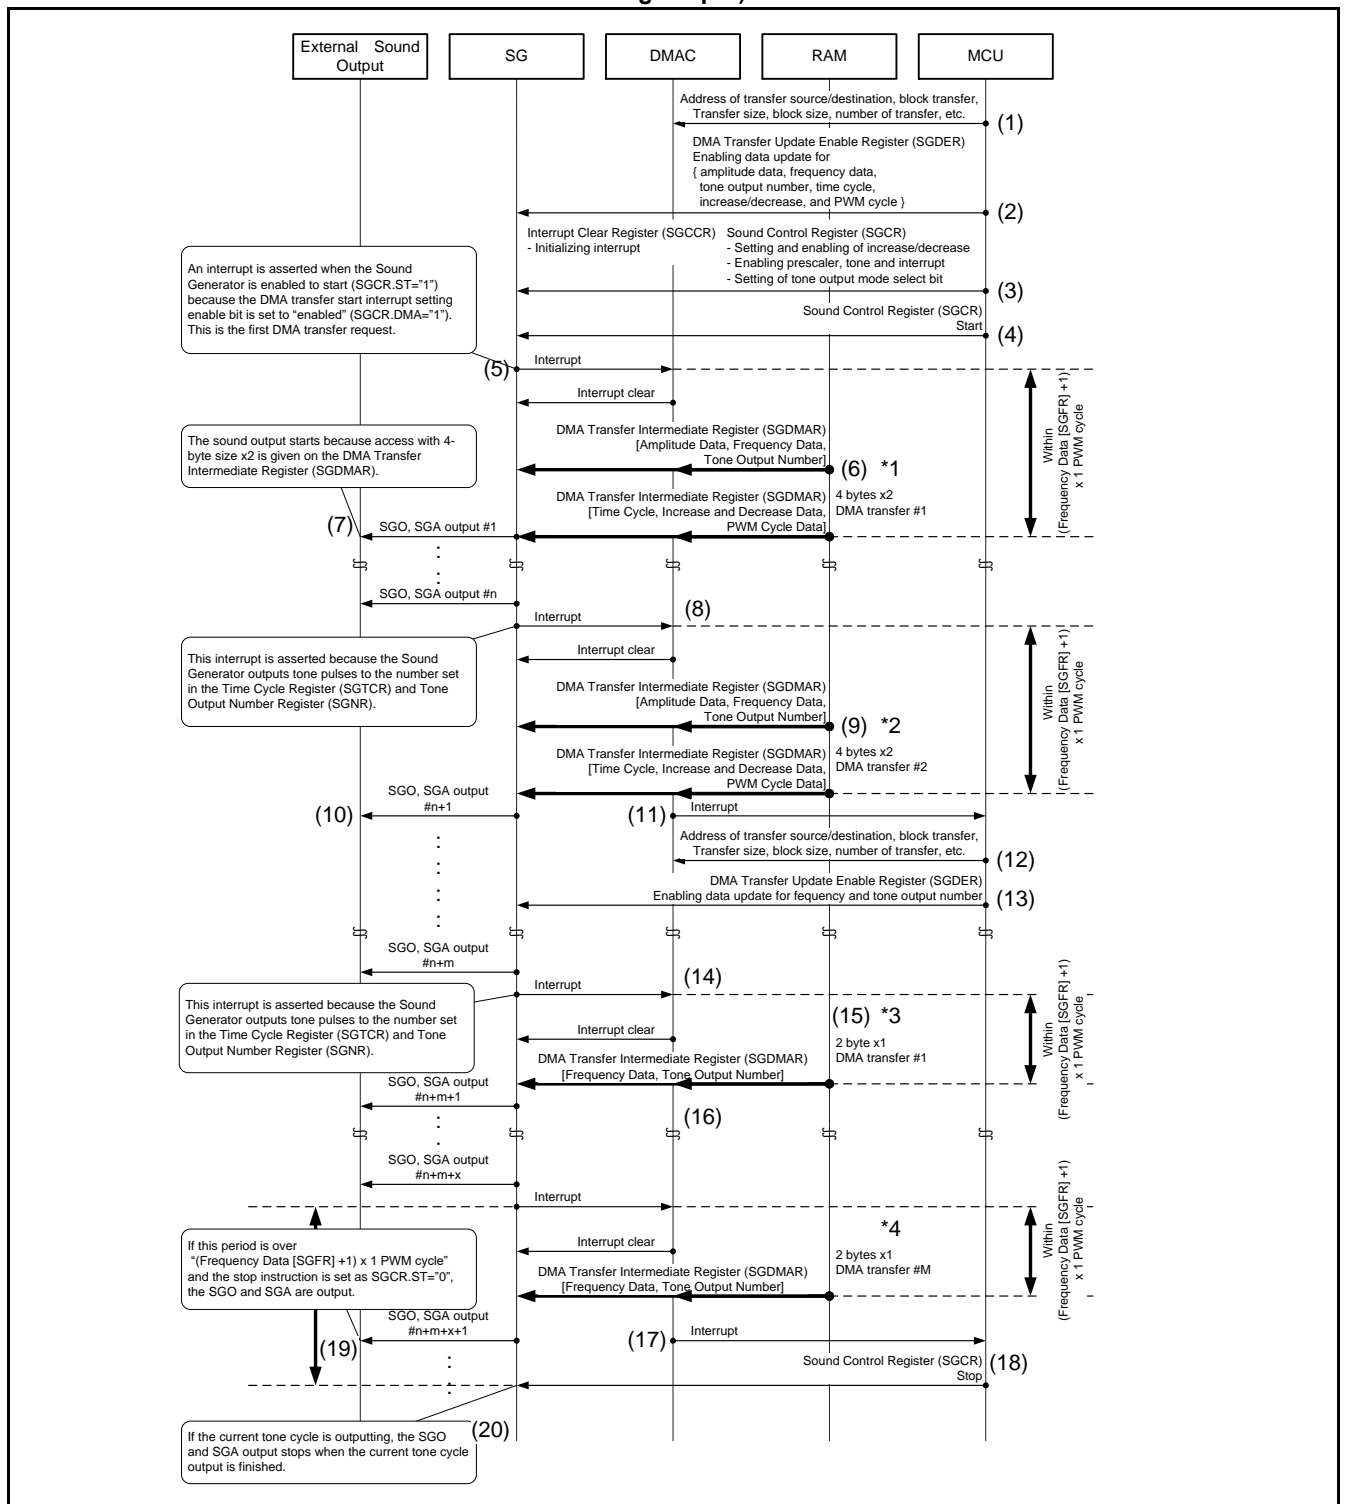 External Sound
Output
SG
DMAC
RAM
MCU
Address of transfer source/destination, block transfer,
Transfer size, block size, number of transfer, etc.
(1)
DMA Transfer Update Enable Register (SGDER)
Enabling data update for
{ amplitude data, frequency data,
tone output number, time cycle,
increase/decrease, and PWM cycle }
(2)
Interrupt Clear Register (SGCCR)
- Initializing interrupt
Sound Control Register (SGCR)
- Setting and enabling of increase/decrease
- Enabling prescaler, tone and interrupt
- Setting of tone output mode select bit
(3)
An interrupt is asserted when the Sound
Generator is enabled to start (SGCR.ST=”1”)
because the DMA transfer start interrupt setting
enable bit is set to “enabled” (SGCR.DMA=”1”).
This is the first DMA transfer request.
Sound Control Register (SGCR)
Start
(4)
(5)
Interrupt
Interrupt clear
Within
(Frequency Data [SGFR] +1)
x 1 PWM cycle
The sound output starts because access with 4-
byte size x2 is given on the DMA Transfer
Intermediate Register (SGDMAR).
DMA Transfer Intermediate Register (SGDMAR)
[Amplitude Data, Frequency Data,
Tone Output Number]
(6) *1
DMA Transfer Intermediate Register (SGDMAR)
[Time Cycle, Increase and Decrease Data,
PWM Cycle Data]
4 bytes x2
DMA transfer #1
(7)
SGO, SGA output #1
SGO, SGA output #n
(8)
Interrupt
Interrupt clear
Within
(Frequency Data [SGFR] +1)
x 1 PWM cycle
This interrupt is asserted because the Sound
Generator outputs tone pulses to the number set
in the Time Cycle Register (SGTCR) and Tone
Output Number Register (SGNR).
DMA Transfer Intermediate Register (SGDMAR)
[Amplitude Data, Frequency Data,
Tone Output Number]
(9) *2
DMA Transfer Intermediate Register (SGDMAR)
[Time Cycle, Increase and Decrease Data,
PWM Cycle Data]
4 bytes x2
DMA transfer #2
SGO, SGA output
#n+1
(10)
(11)
Interrupt
Address of transfer source/destination, block transfer,
Transfer size, block size, number of transfer, etc.
(12)
DMA Transfer Update Enable Register (SGDER)
Enabling data update for fequency and tone output number
(13)
SGO, SGA output
#n+m
(14)
Interrupt
Interrupt clear
Within
(Frequency Data [SGFR] +1)
x 1 PWM cycle
This interrupt is asserted because the Sound
Generator outputs tone pulses to the number set
in the Time Cycle Register (SGTCR) and Tone
Output Number Register (SGNR).
(15) *3
2 byte x1
DMA transfer #1
DMA Transfer Intermediate Register (SGDMAR)
[Frequency Data, Tone Output Number]
SGO, SGA output
#n+m+1
(16)
SGO, SGA output
#n+m+x
Interrupt
Interrupt clear
Within
(Frequency Data [SGFR] +1)
x 1 PWM cycle
*4
2 bytes x1
DMA transfer #M
If this period is over
“(Frequency Data [SGFR] +1) x 1 PWM cycle”
and the stop instruction is set as SGCR.ST=”0”,
the SGO and SGA are output.
DMA Transfer Intermediate Register (SGDMAR)
[Frequency Data, Tone Output Number]
SGO, SGA output
#n+m+x+1
(19)
(17)
Interrupt
Sound Control Register (SGCR)
Stop
(18)
(20)
If the current tone cycle is outputting, the SGO
and SGA output stops when the current tone cycle
output is finished.